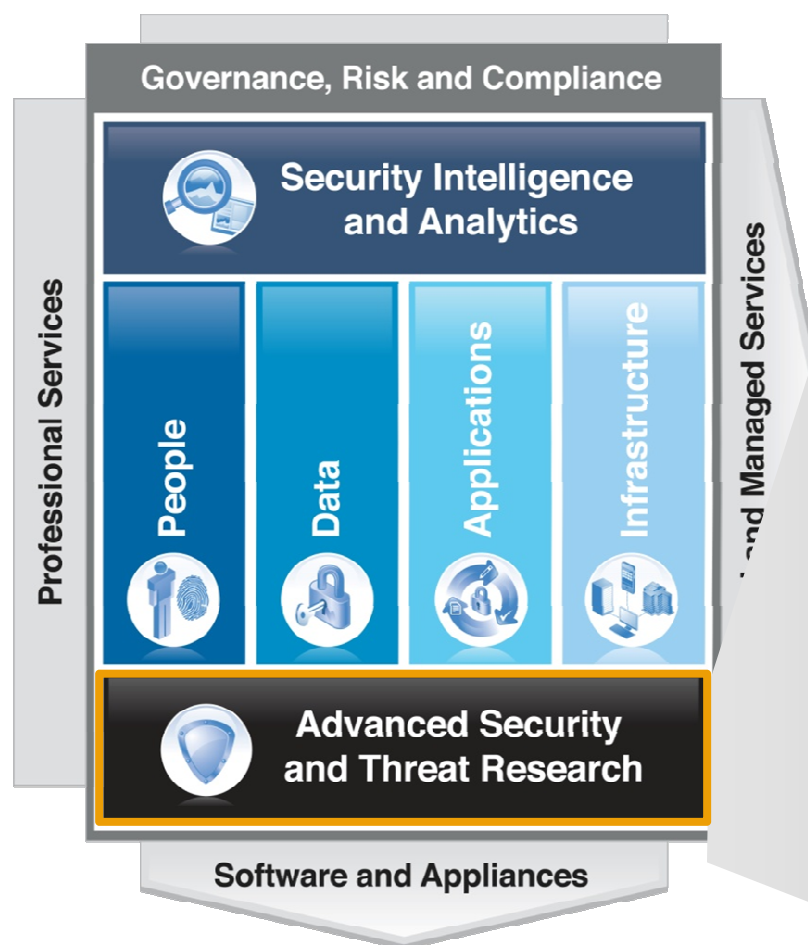 Governance, Risk and Compliance
Security Intelligence
and Analytics
Professional Services
People
Data
Applications
Infrastructure
and Managed Services
Advanced Security
and Threat Research
Software and Appliances